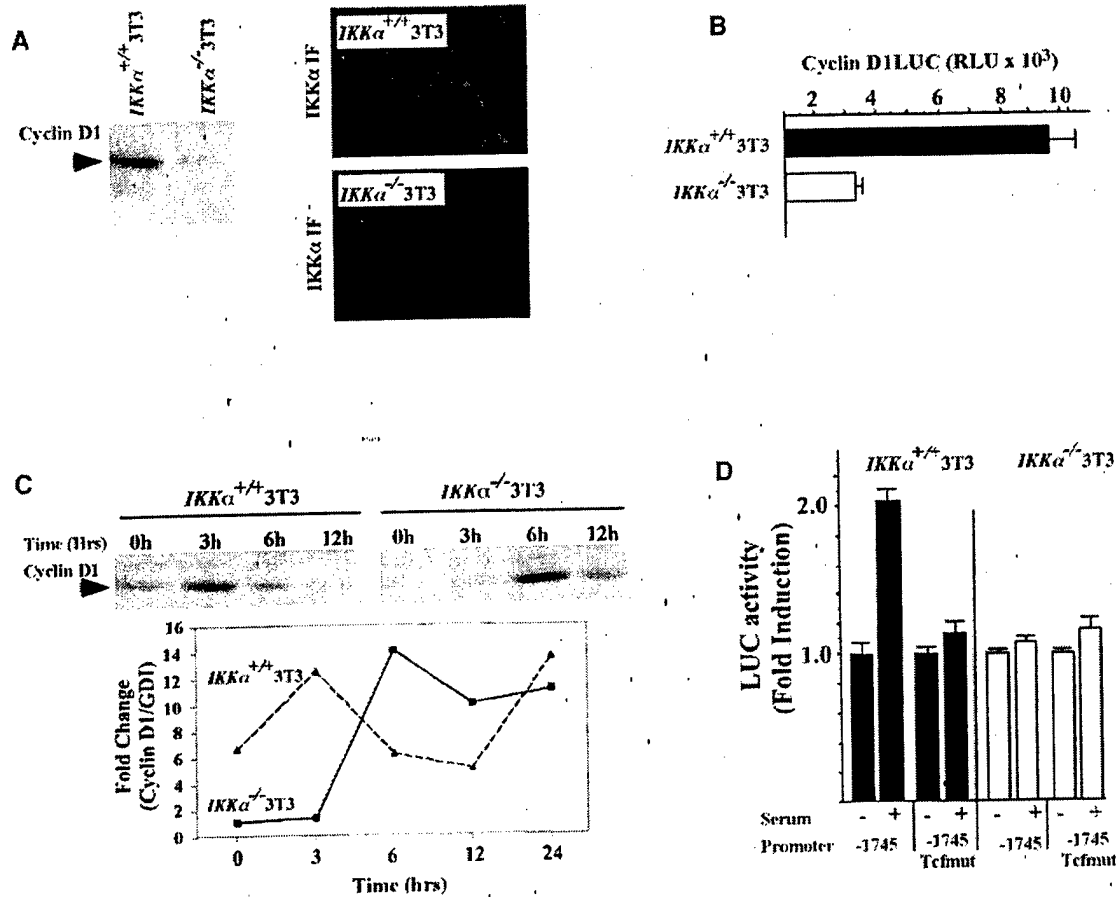 A
IKKα+/+3T3
IKKα-/-3T3
Cyclin D1
IKKα IF
IKKα+/+3T3
IKKα IF
IKKα-/-3T3
B
Cyclin D1LUC (RLU x 10³)
2 4 6 8 10
IKKα+/+3T3
IKKα-/-3T3
C
IKKα+/+3T3 IKKα-/-3T3
Time (Hrs) 0h 3h 6h 12h 0h 3h 6h 12h
Cyclin D1
Fold Change
(Cyclin D1/GDI)
16
14
12
10
8
6
4
2
0
IKKα+/+3T3
IKKα-/-3T3
0 3 6 12 24
Time (hrs)
D
IKKα+/+3T3 IKKα-/-3T3
LUC activity
(Fold Induction)
2.0
1.0
Serum - + - + - + - +
Promoter -1745 -1745 -1745 -1745
Tcfmut Tcfmut